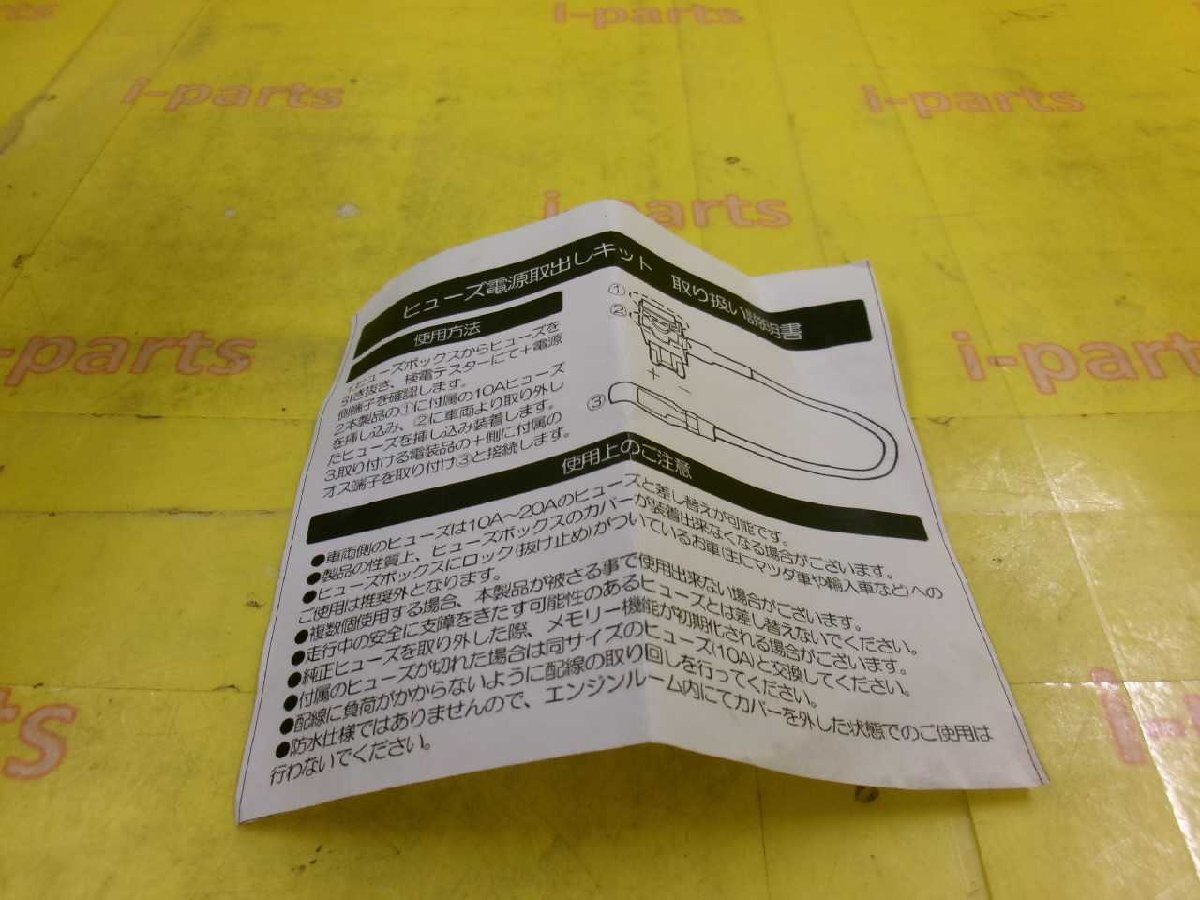 i-parts
i-parts
i-parts
i-parts
ヒューズ電源取出しキット 取り扱い説明書
使用方法
1.ヒューズボックスからヒューズを
引き抜き、検電テスターにて＋電源
側端子を確認します。
2.本製品の①に付属の10Aヒューズ
を挿し込み、②に車両より取り外し
たヒューズを挿し込み装着します。
3.取り付ける電装品の＋側に付属の
オス端子を取り付け③と接続します。
①
②
＋
－
③
i-parts
i-parts
使用上のご注意
●車両側のヒューズは10A～20Aのヒューズと差し替えが可能です。
●製品の性質上、ヒューズボックスのカバーが装着出来なくなる場合がございます。
●ヒューズボックスにロック(抜け止め)がついているお車(主にマツダ車や輸入車など)への
ご使用は推奨外となります。
●複数個使用する場合、本製品が被さる事で使用出来ない場合がございます。
●走行中の安全に支障をきたす可能性のあるヒューズとは差し替えないでください。
●純正ヒューズを取り外した際、メモリー機能が初期化される場合がございます。
●付属のヒューズが切れた場合は同サイズのヒューズ(10A)と交換してください。
●配線に負荷がかからないように配線の取り回しを行ってください。
●防水仕様ではありませんので、エンジンルーム内にてカバーを外した状態でのご使用は
行わないでください。